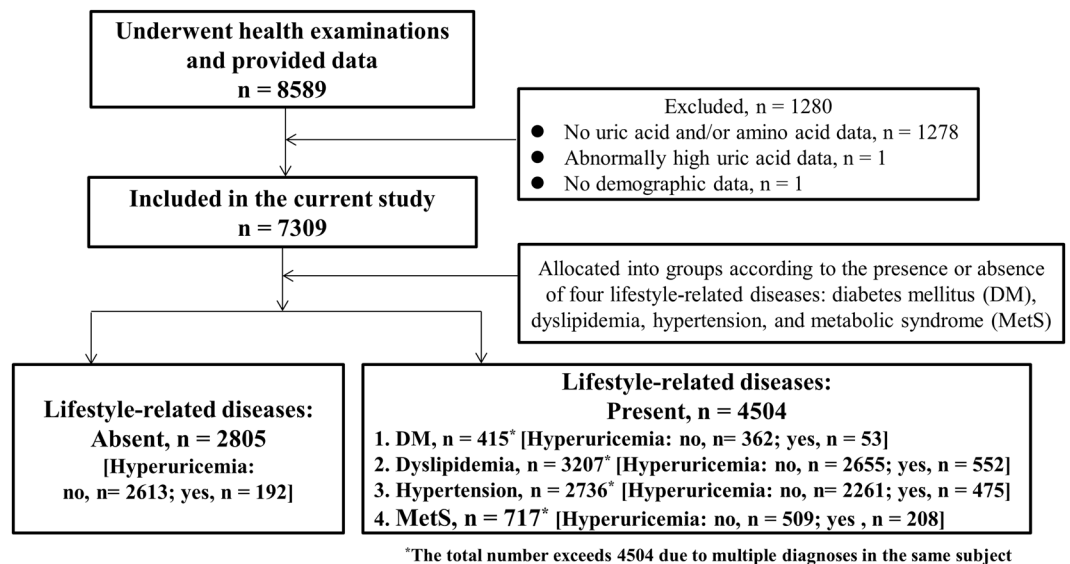 Underwent health examinations
and provided data
n = 8589
Excluded, n = 1280
● No uric acid and/or amino acid data, n = 1278
● Abnormally high uric acid data, n = 1
● No demographic data, n = 1
Included in the current study
n = 7309
Allocated into groups according to the presence or absence
of four lifestyle-related diseases: diabetes mellitus (DM),
dyslipidemia, hypertension, and metabolic syndrome (MetS)
Lifestyle-related diseases:
Absent, n = 2805
[Hyperuricemia:
no, n= 2613; yes, n = 192]
Lifestyle-related diseases:
Present, n = 4504
1. DM, n = 415* [Hyperuricemia: no, n= 362; yes, n = 53]
2. Dyslipidemia, n = 3207* [Hyperuricemia: no, n = 2655; yes, n = 552]
3. Hypertension, n = 2736* [Hyperuricemia: no, n= 2261; yes, n = 475]
4. MetS, n = 717* [Hyperuricemia: no, n = 509; yes , n = 208]
*The total number exceeds 4504 due to multiple diagnoses in the same subject